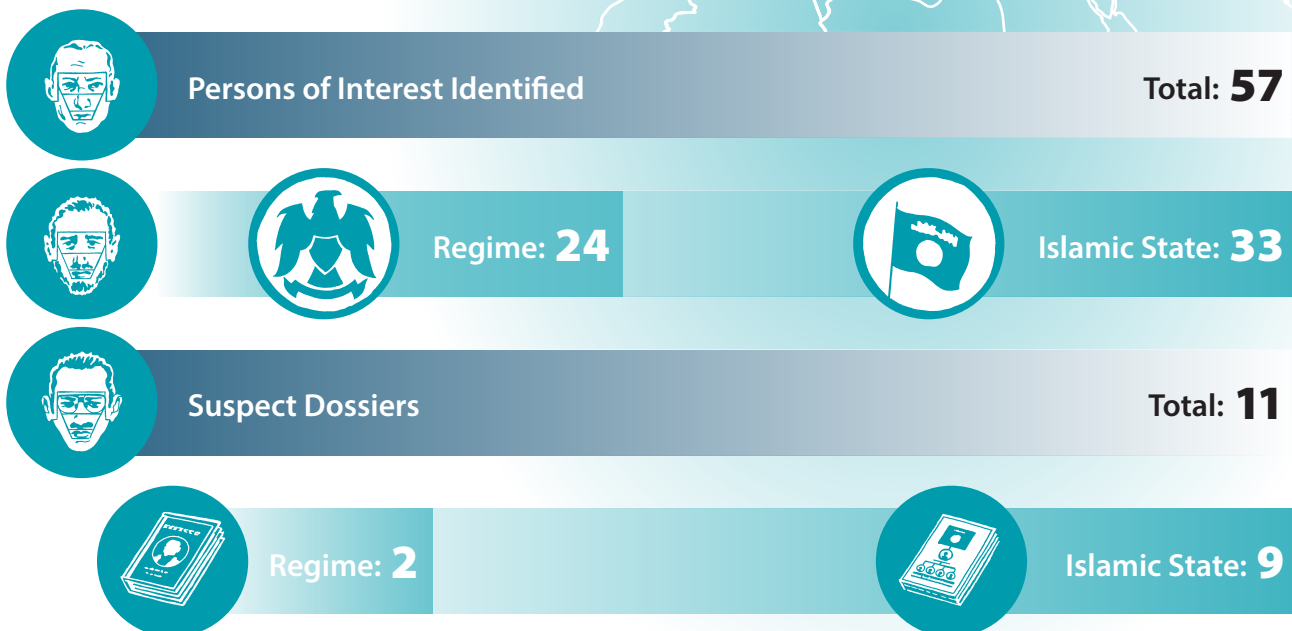 Persons of Interest Identified Total: 57
Regime: 24 Islamic State: 33
Suspect Dossiers Total: 11
Regime: 2 Islamic State: 9